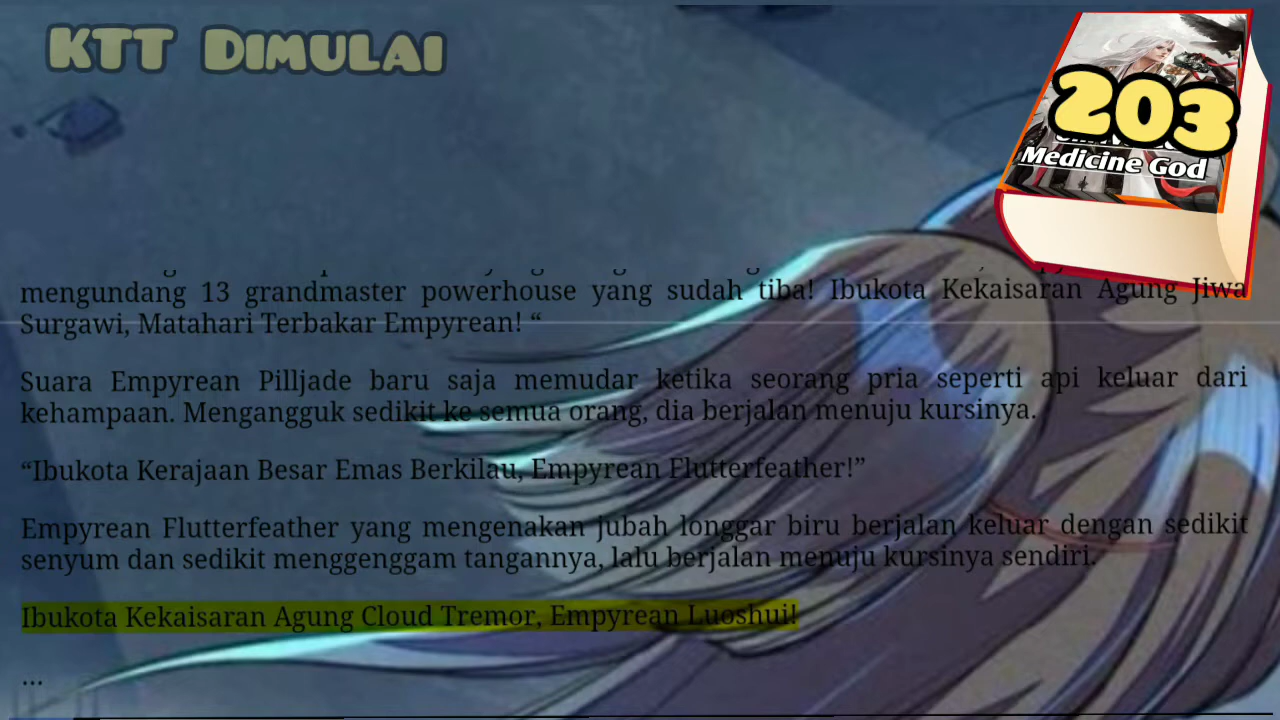 KTT DIMULAI
203
Medicine God
mengundang 13 grandmaster powerhouse yang sudah tiba! Ibukota Kekaisaran Agung Jiwa
Surgawi, Matahari Terbakar Empyrean! “
Suara Empyrean Pilljade baru saja memudar ketika seorang pria seperti api keluar dari
kehampaan. Mengangguk sedikit ke semua orang, dia berjalan menuju kursinya.
“Ibukota Kerajaan Besar Emas Berkilau, Empyrean Flutterfeather!”
Empyrean Flutterfeather yang mengenakan jubah longgar biru berjalan keluar dengan sedikit
senyum dan sedikit menggenggam tangannya, lalu berjalan menuju kursinya sendiri.
Ibukota Kekaisaran Agung Cloud Tremor, Empyrean Luoshui!
...